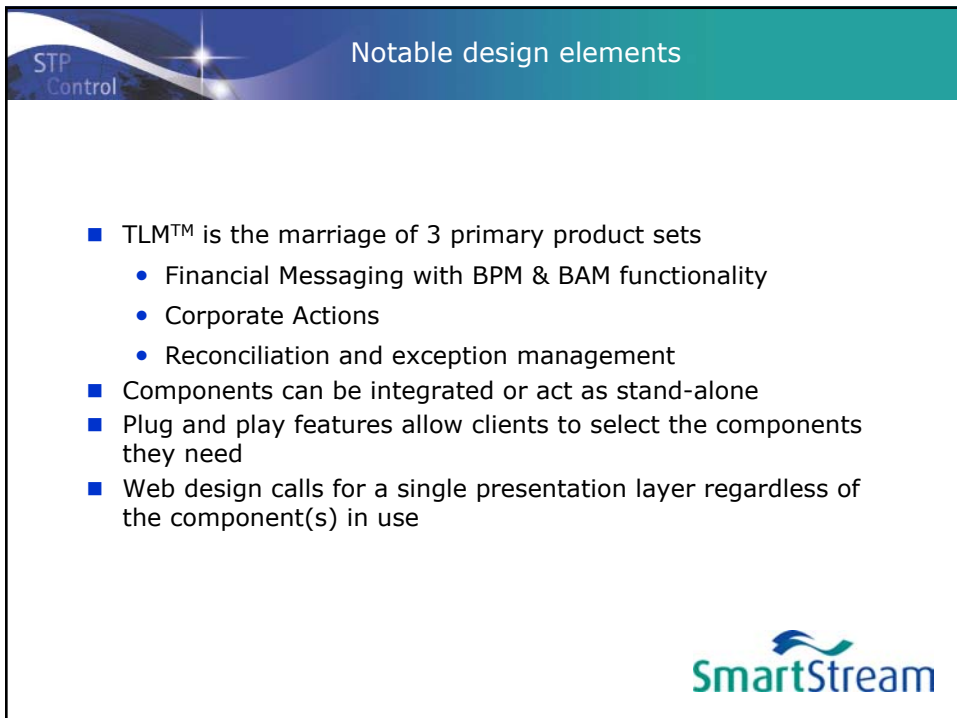 STP
Control
Notable design elements
TLM™ is the marriage of 3 primary product sets
Financial Messaging with BPM & BAM functionality
Corporate Actions
Reconciliation and exception management
Components can be integrated or act as stand-alone
Plug and play features allow clients to select the components
they need
Web design calls for a single presentation layer regardless of
the component(s) in use
SmartStream